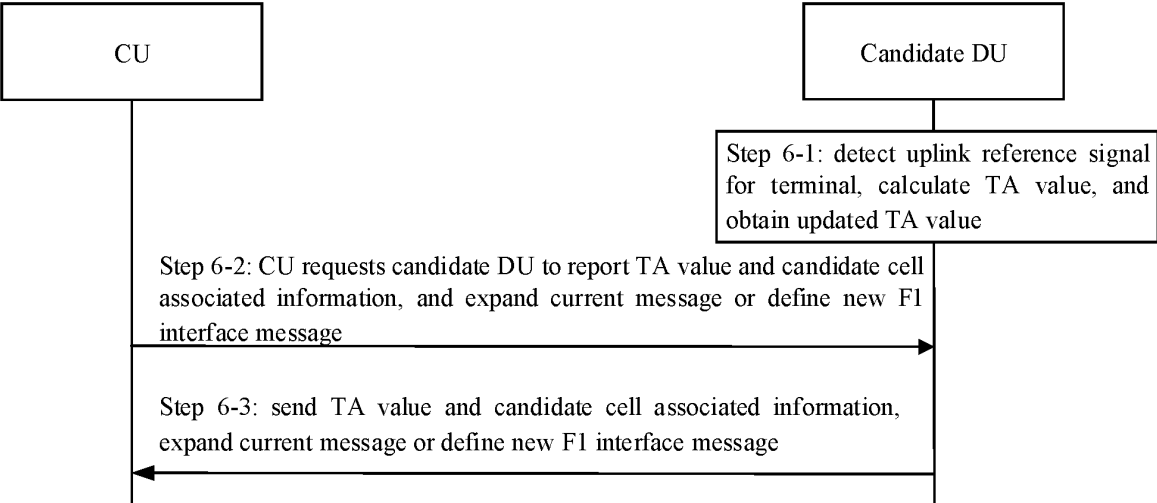 CU
Candidate DU
Step 6-1: detect uplink reference signal
for terminal, calculate TA value, and
obtain updated TA value
Step 6-2: CU requests candidate DU to report TA value and candidate cell
associated information, and expand current message or define new F1
interface message
Step 6-3: send TA value and candidate cell associated information,
expand current message or define new F1 interface message